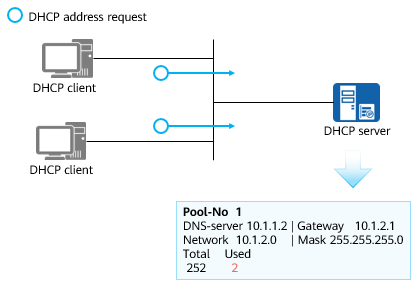 DHCP address request
DHCP client
DHCP server
DHCP client
Pool-No 1
DNS-server 10.1.1.2 | Gateway 10.1.2.1
Network 10.1.2.0 | Mask 255.255.255.0
Total Used
252 2